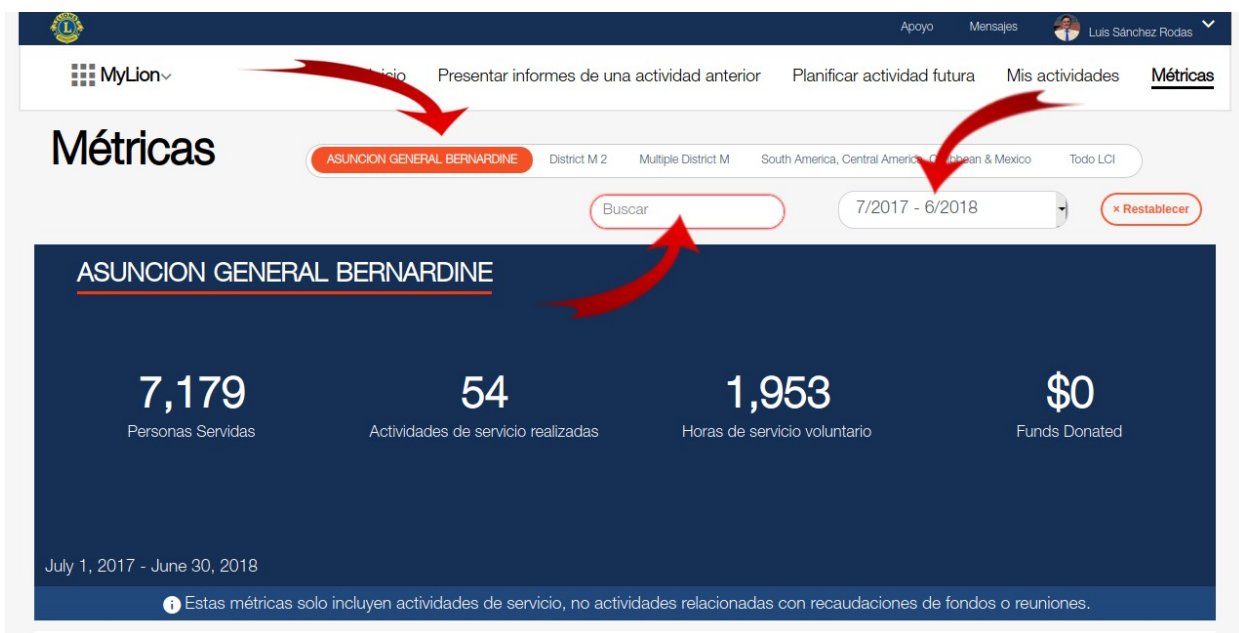 Apoyo Mensajes Luis Sánchez Rodas
MyLion Presentar informes de una actividad anterior Planificar actividad futura Mis actividades Métricas
Métricas
ASUNCION GENERAL BERNARDINE District M 2 Multiple District M South America, Central America, & Mexico Todo LCI
Buscar 7/2017 - 6/2018 × Restablecer
ASUNCION GENERAL BERNARDINE
7,179 54 1,953 $0
Personas Servidas Actividades de servicio realizadas Horas de servicio voluntario Funds Donated
July 1, 2017 - June 30, 2018
Estas métricas solo incluyen actividades de servicio, no actividades relacionadas con recaudaciones de fondos o reuniones.